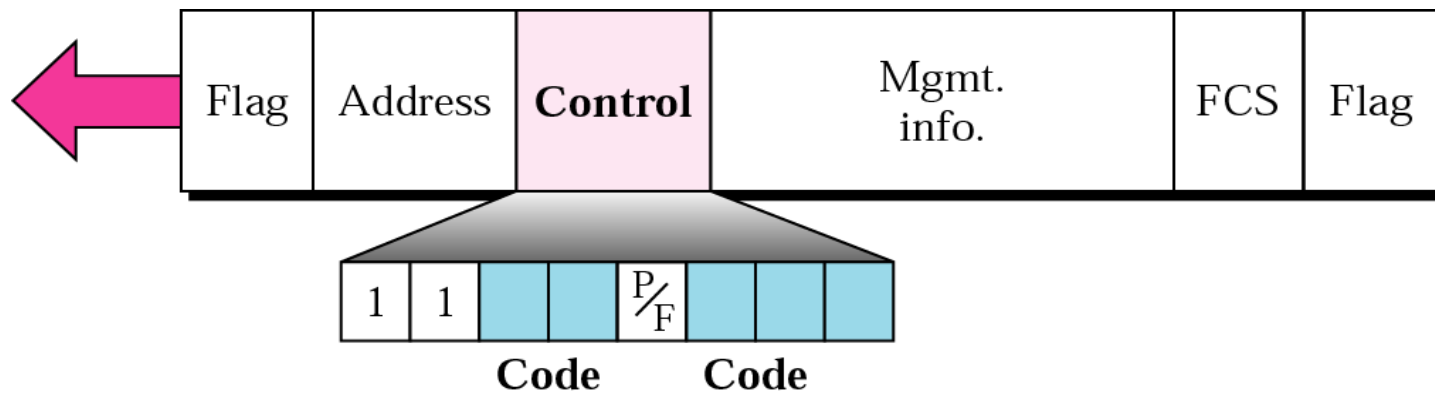 Flag Address Control Mgmt. info. FCS Flag
1 1 P/F
Code Code